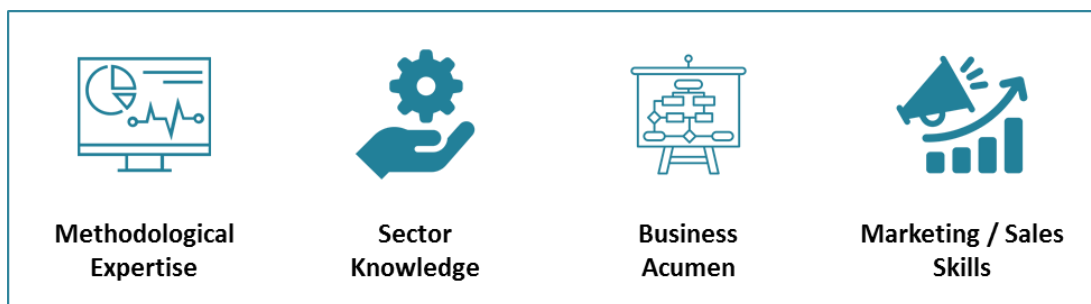 Methodological
Expertise
Sector
Knowledge
Business
Acumen
Marketing / Sales
Skills